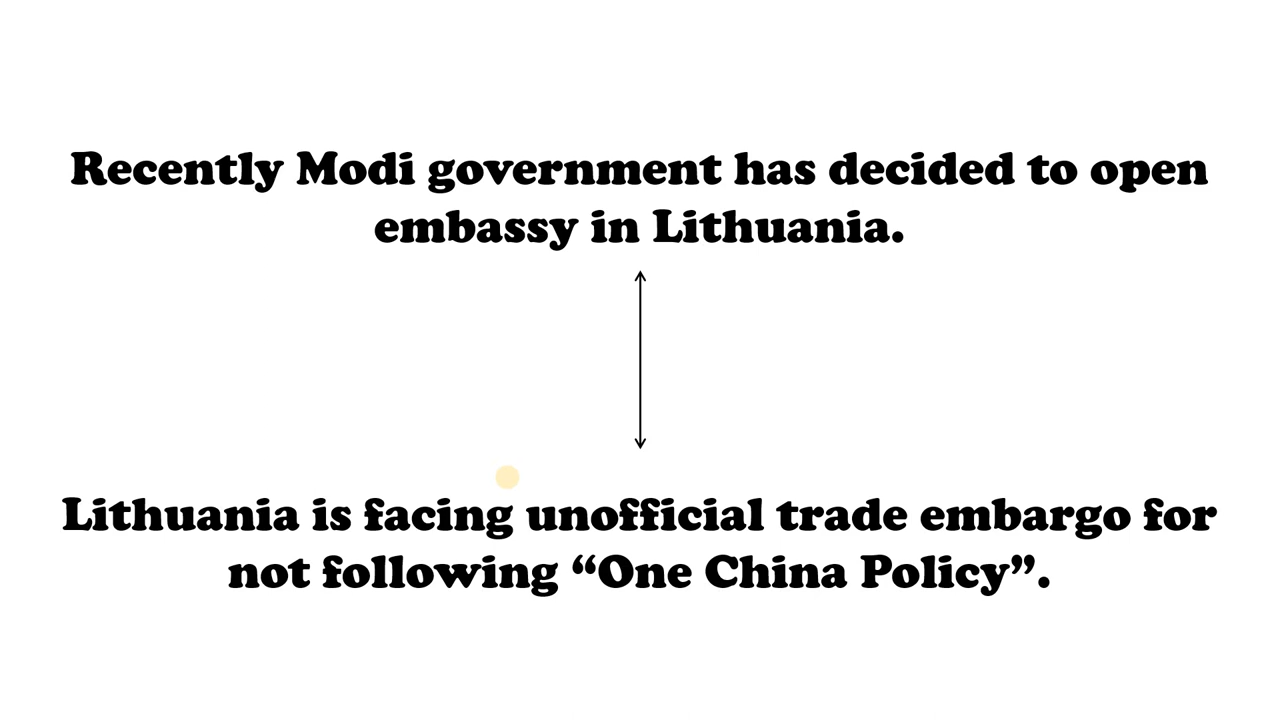 Recently Modi government has decided to open
embassy in Lithuania.
Lithuania is facing unofficial trade embargo for
not following “One China Policy”.